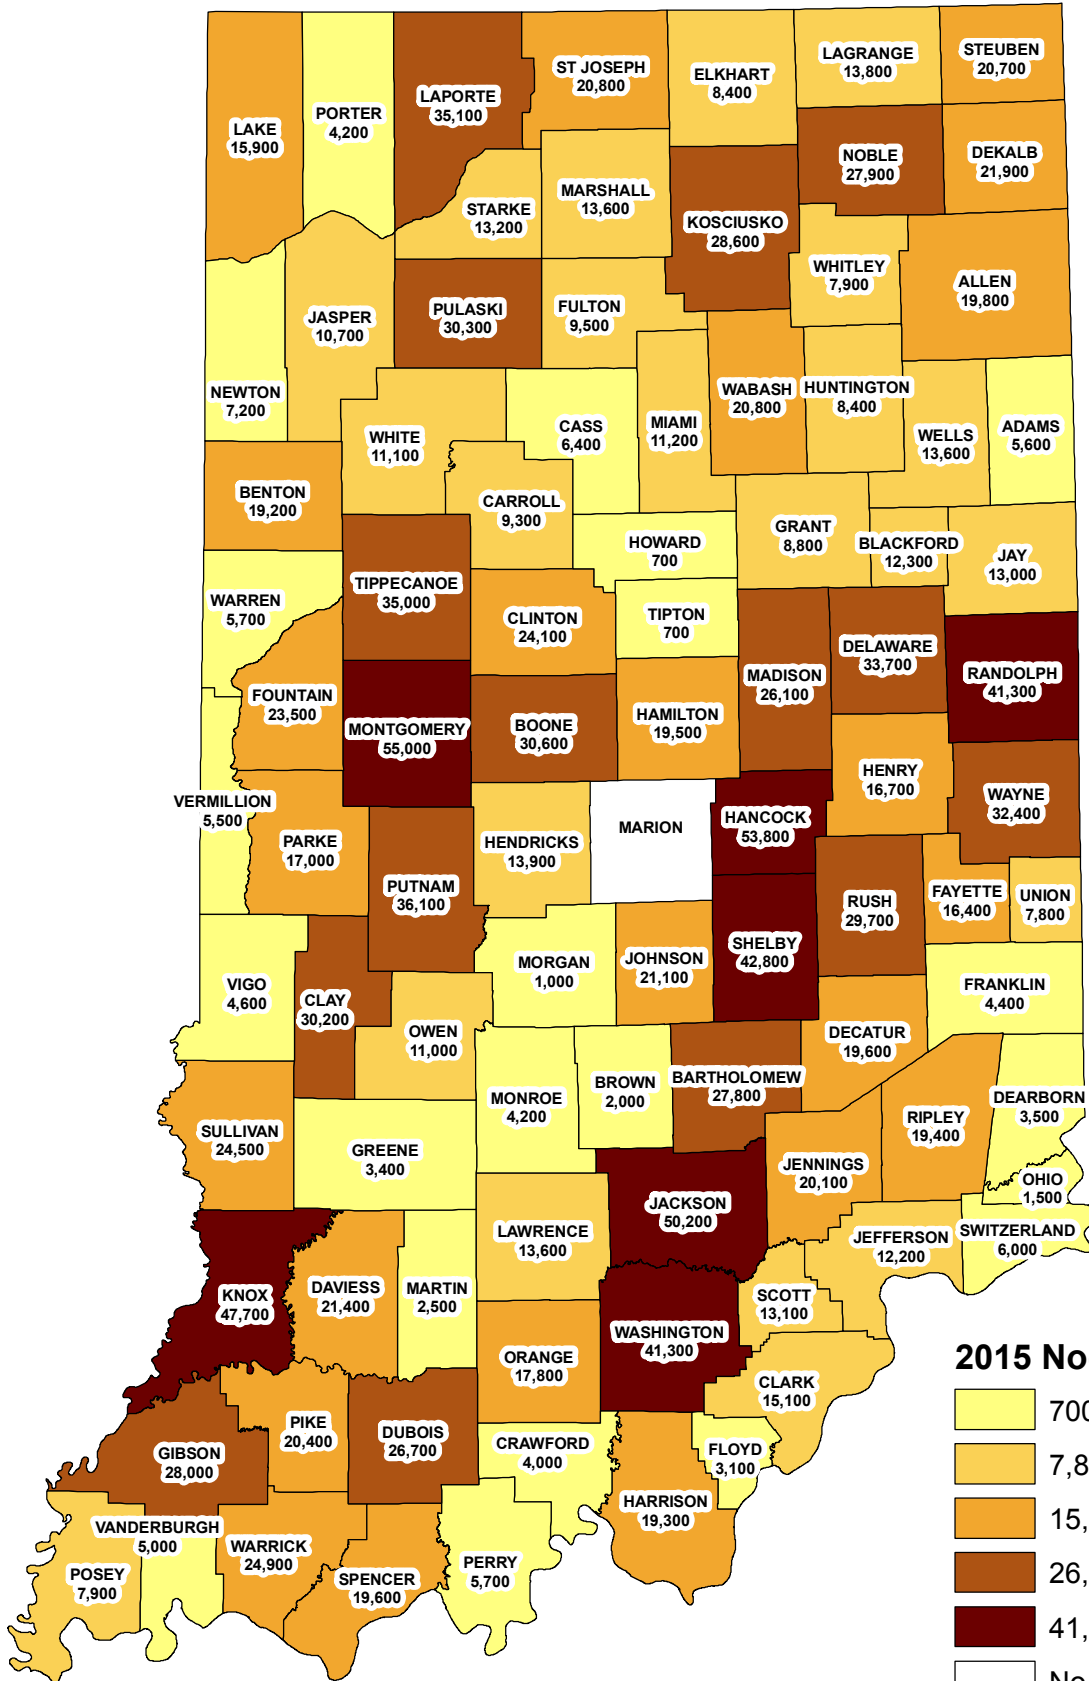 LAKE
15,900
PORTER
4,200
LAPORTE
35,100
ST JOSEPH
20,800
ELKHART
8,400
LAGRANGE
13,800
STEUBEN
20,700
NOBLE
27,900
DEKALB
21,900
STARKE
13,200
MARSHALL
13,600
KOSCIUSKO
28,600
WHITLEY
7,900
ALLEN
19,800
NEWTON
7,200
JASPER
10,700
PULASKI
30,300
FULTON
9,500
WHITE
11,100
CASS
6,400
MIAMI
11,200
WABASH
20,800
HUNTINGTON
8,400
WELLS
13,600
ADAMS
5,600
BENTON
19,200
CARROLL
9,300
HOWARD
700
GRANT
8,800
BLACKFORD
12,300
JAY
13,000
WARREN
5,700
TIPPECANOE
35,000
CLINTON
24,100
TIPTON
700
MADISON
26,100
DELAWARE
33,700
RANDOLPH
41,300
FOUNTAIN
23,500
MONTGOMERY
55,000
BOONE
30,600
HAMILTON
19,500
HENRY
16,700
WAYNE
32,400
VERMILLION
5,500
PARKE
17,000
PUTNAM
36,100
HENDRICKS
13,900
MARION
HANCOCK
53,800
RUSH
29,700
FAYETTE
16,400
UNION
7,800
VIGO
4,600
CLAY
30,200
OWEN
11,000
MORGAN
1,000
JOHNSON
21,100
SHELBY
42,800
DECATUR
19,600
FRANKLIN
4,400
SULLIVAN
24,500
GREENE
3,400
MONROE
4,200
BROWN
2,000
BARTHOLOMEW
27,800
RIPLEY
19,400
DEARBORN
3,500
JENNINGS
20,100
OHIO
1,500
SWITZERLAND
6,000
JEFFERSON
12,200
JACKSON
50,200
LAWRENCE
13,600
KNOX
47,700
DAVIESS
21,400
MARTIN
2,500
SCOTT
13,100
WASHINGTON
41,300
ORANGE
17,800
CLARK
15,100
GIBSON
28,000
PIKE
20,400
DUBOIS
26,700
CRAWFORD
4,000
FLOYD
3,100
HARRISON
19,300
POSEY
7,900
VANDERBURGH
5,000
WARRICK
24,900
SPENCER
19,600
PERRY
5,700
2015 No
700
7,8
15,
26,
41,
No